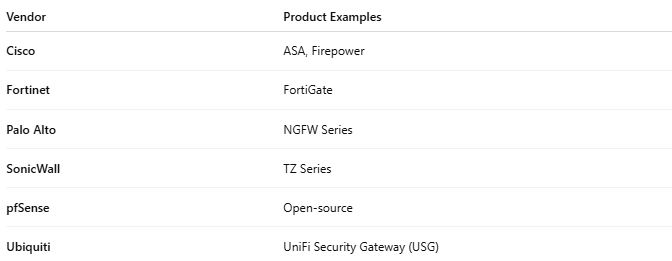 Vendor Product Examples
Cisco ASA, Firepower
Fortinet FortiGate
Palo Alto NGFW Series
SonicWall TZ Series
pfSense Open-source
Ubiquiti UniFi Security Gateway (USG)